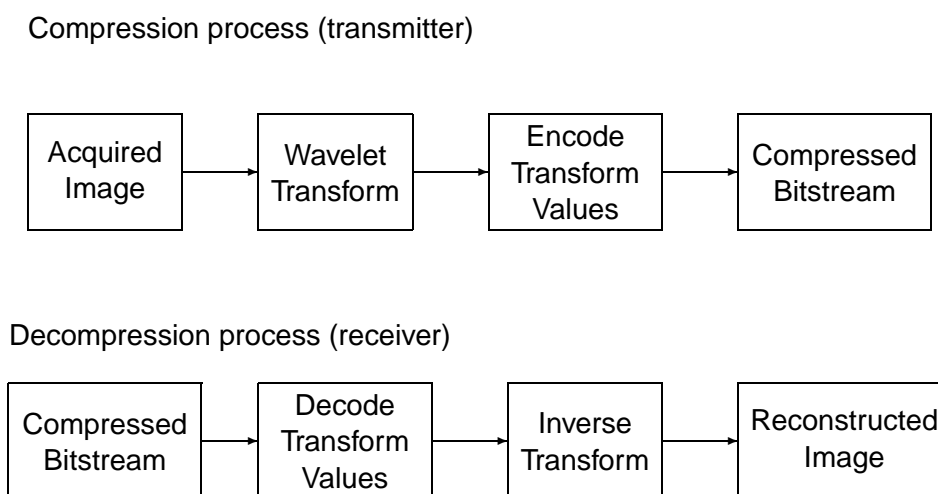 Compression process (transmitter)
Acquired
Image
Wavelet
Transform
Encode
Transform
Values
Compressed
Bitstream
Decompression process (receiver)
Compressed
Bitstream
Decode
Transform
Values
Inverse
Transform
Reconstructed
Image